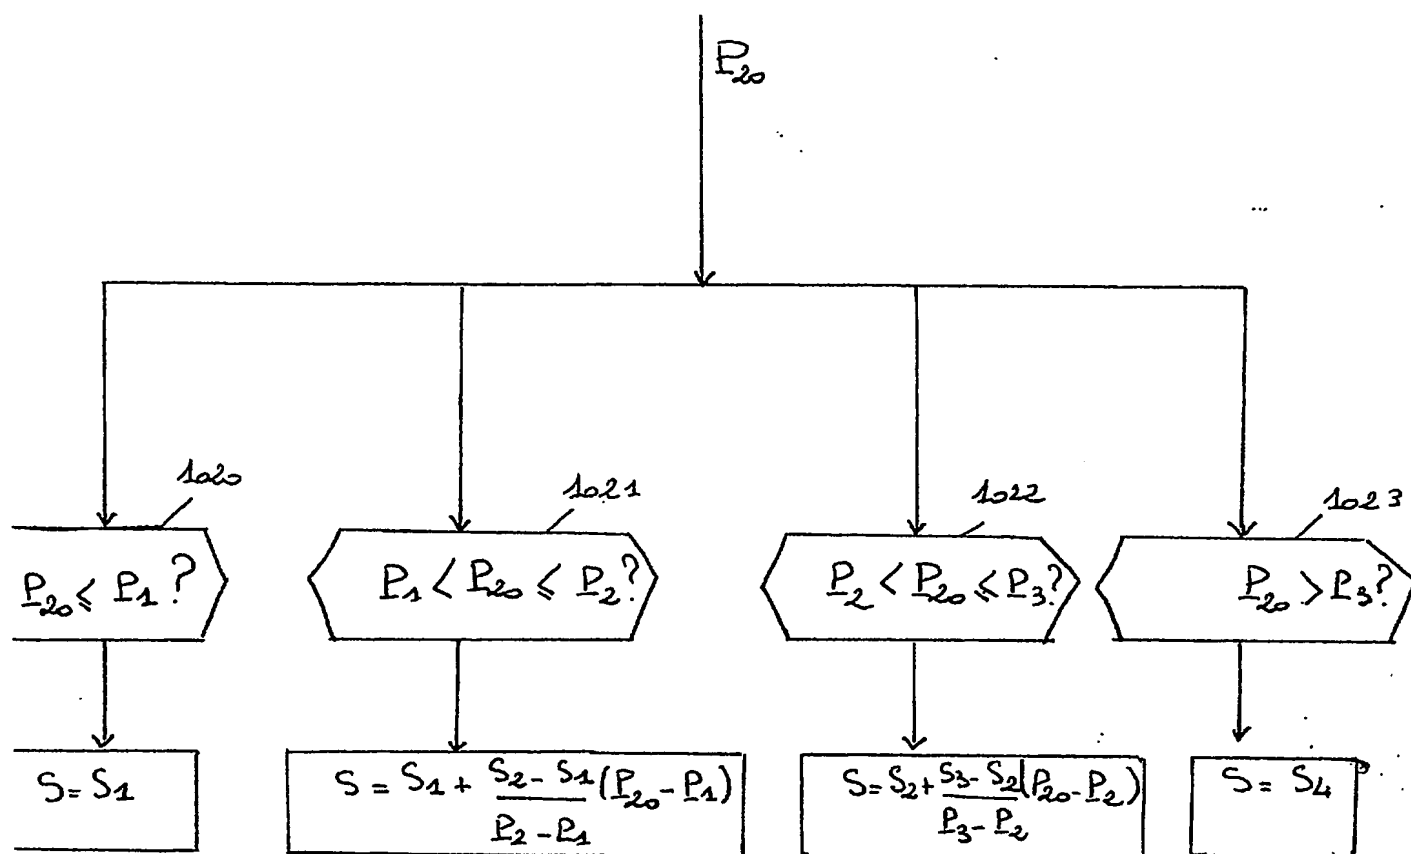 P20
1020
1021
1022
1023
P20 ≤ P1 ?
P1 < P20 ≤ P2?
P2 < P20 ≤ P3?
P20 > P3?
S = S1
S = S1 + (S2 - S1)/(P2 - P1) (P20 - P1)
S = S2 + (S3 - S2)/(P3 - P2) (P20 - P2)
S = S4